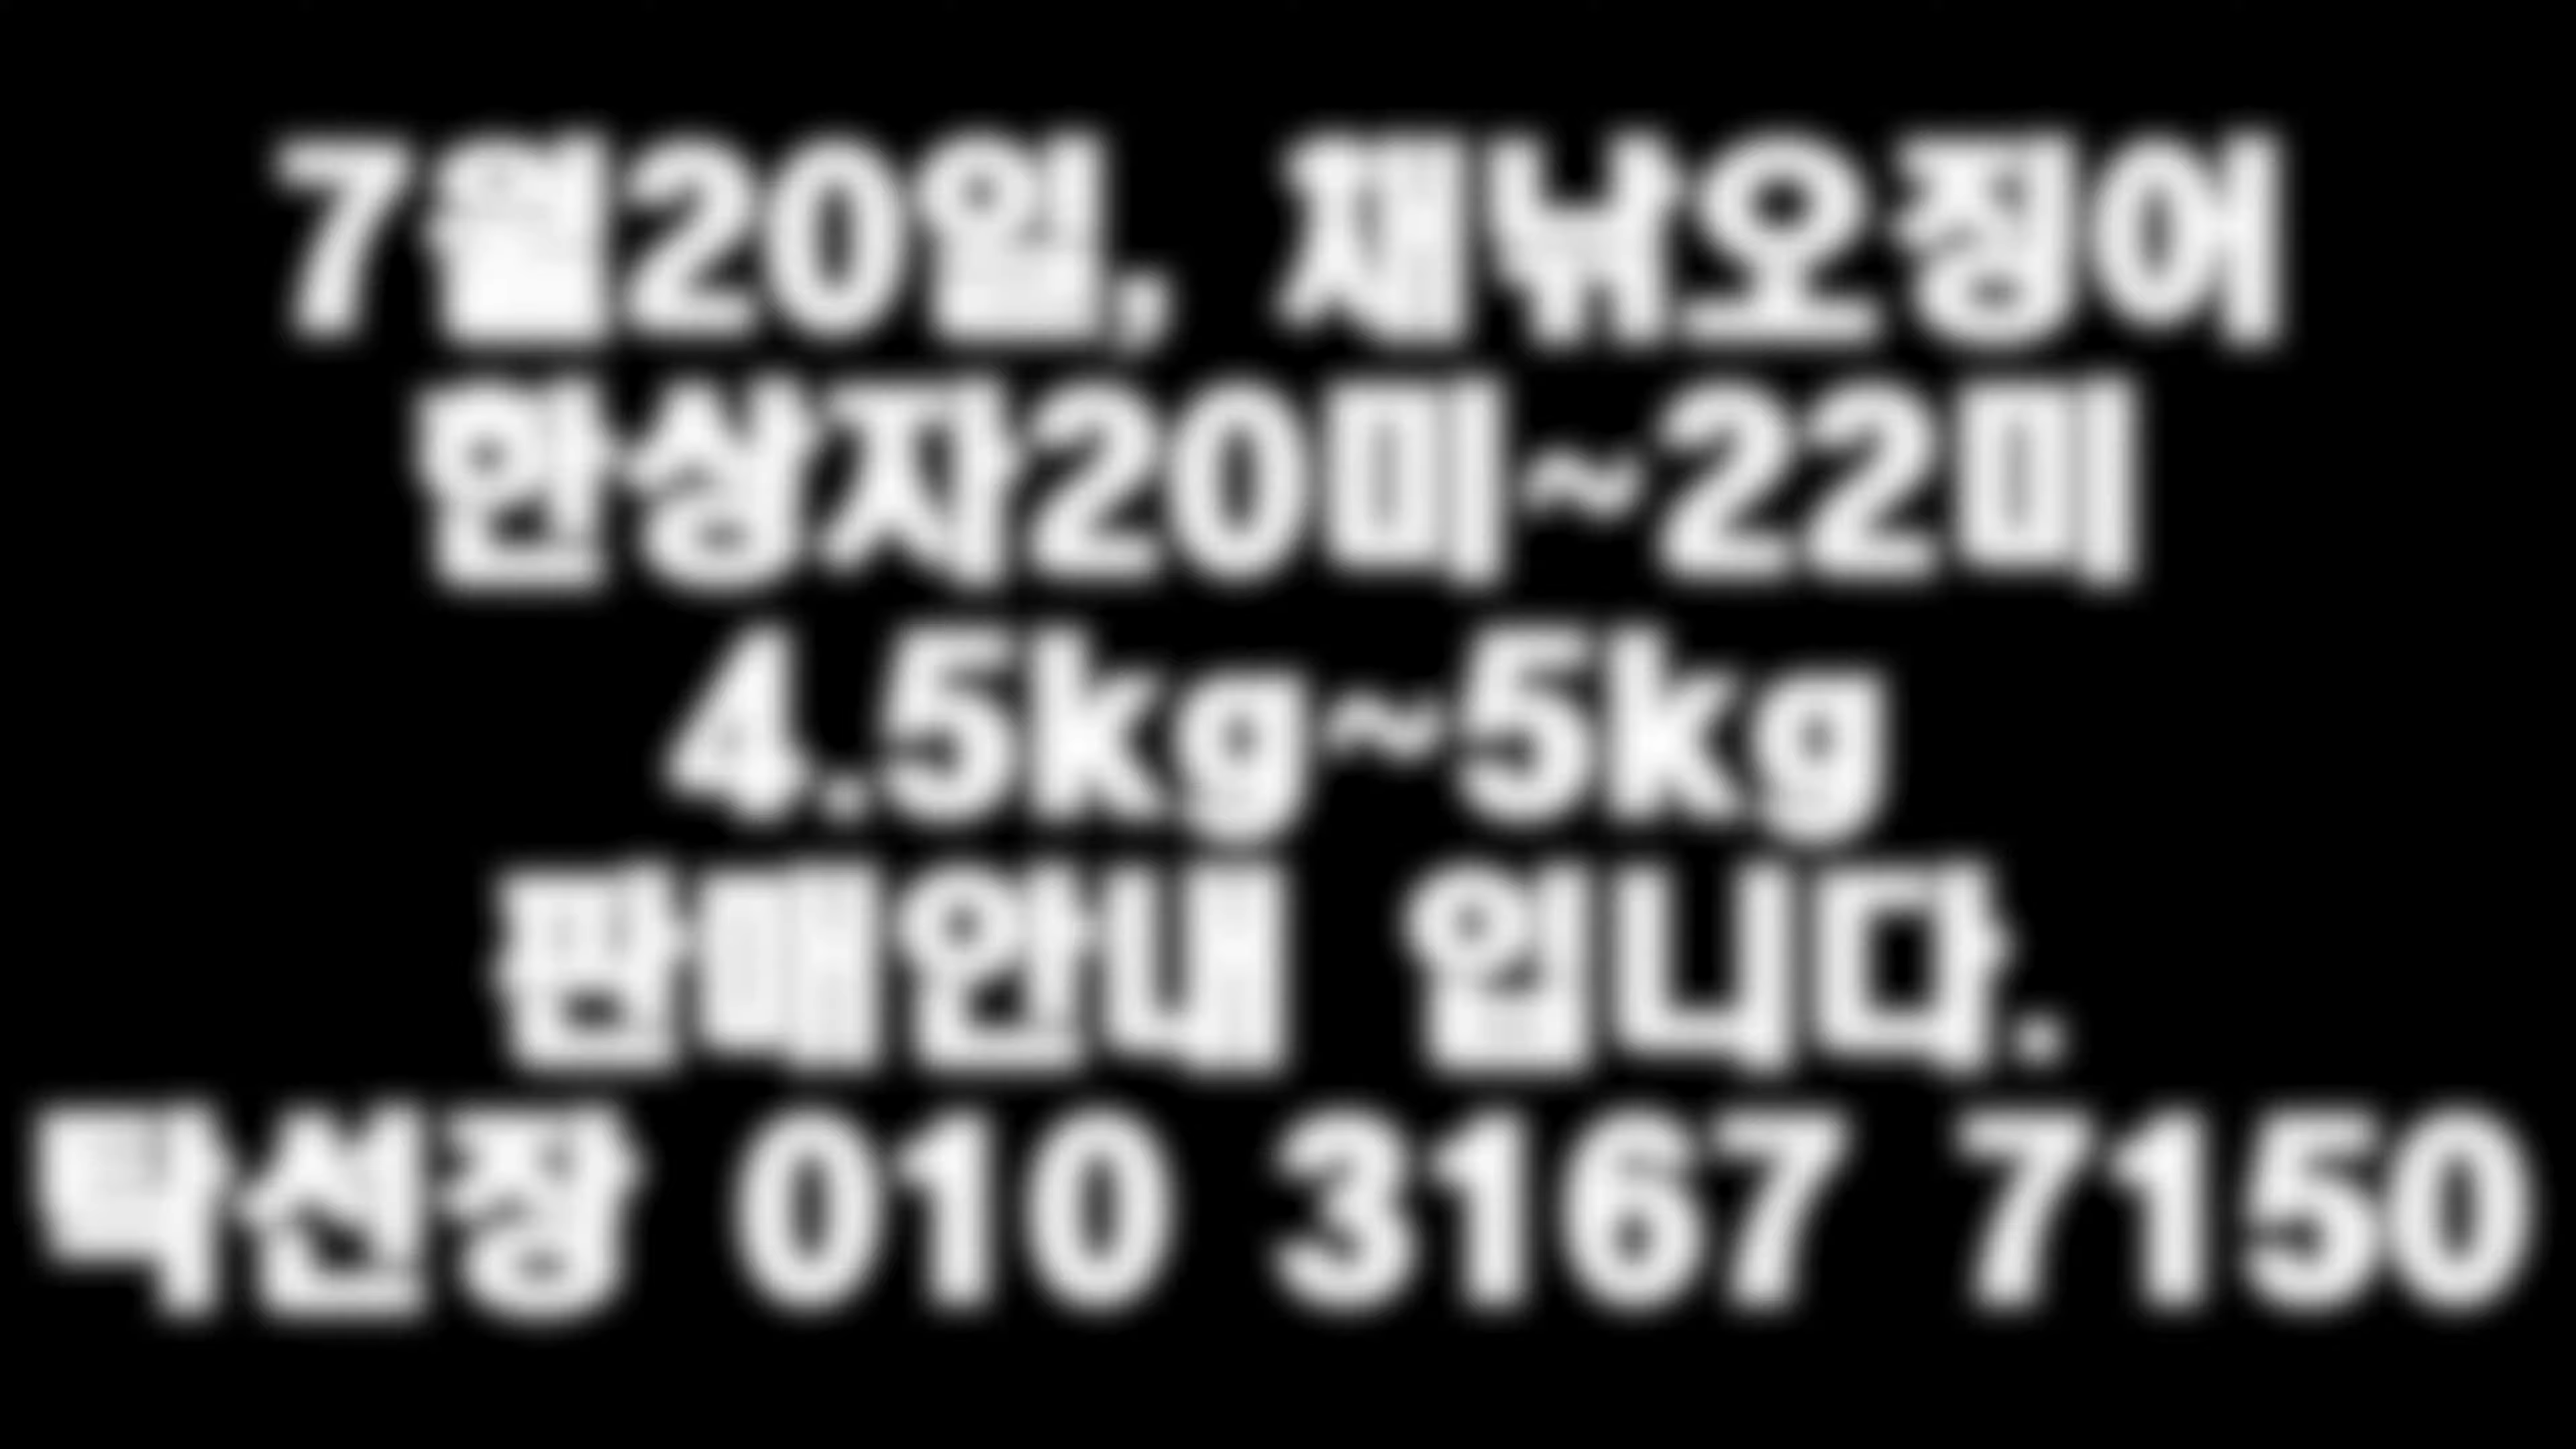 7월20일, 채낚오징어
한상자20미~22미
4.5kg~5kg
판매안내 입니다.
탁선장 010 3167 7150